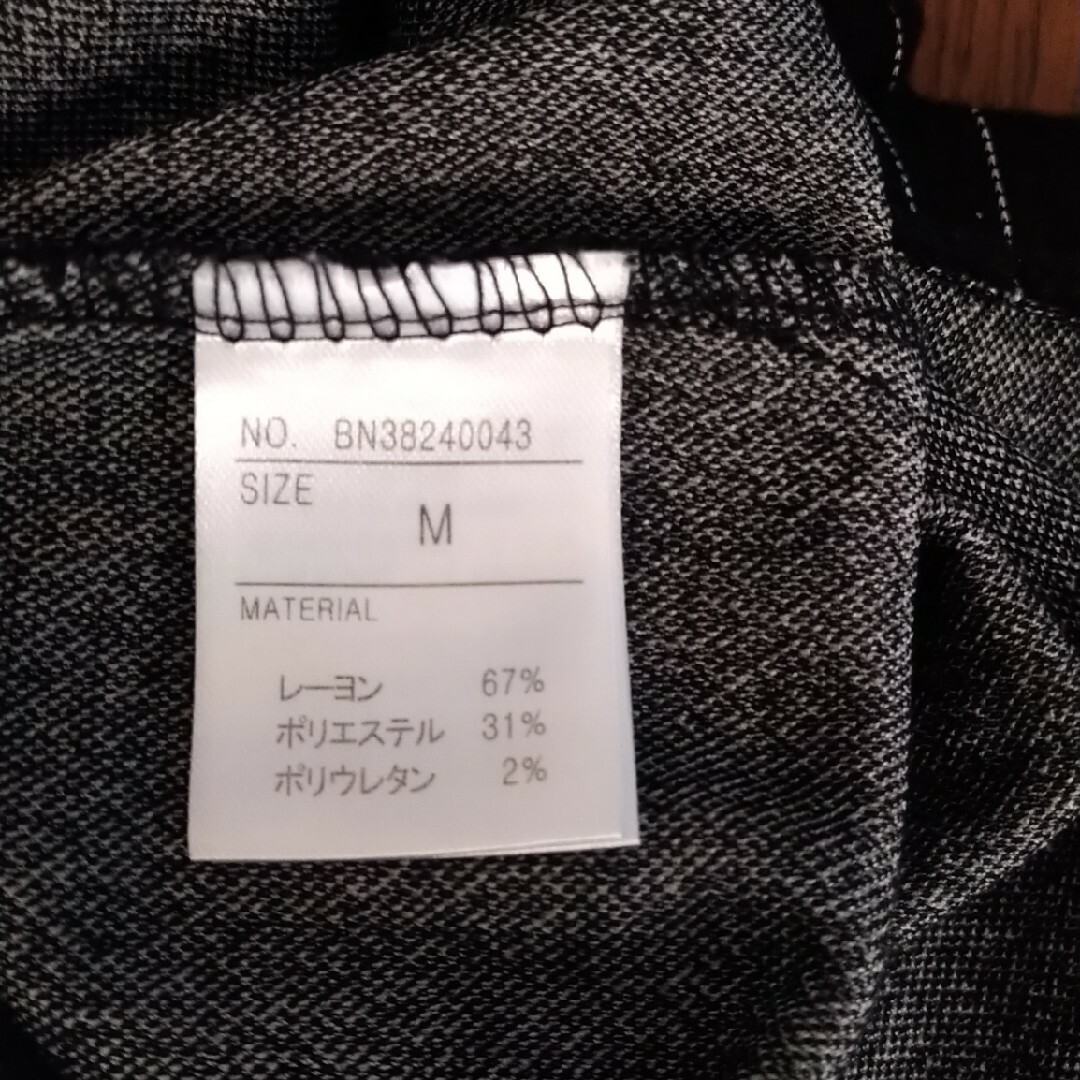 NO. BN38240043
SIZE
M
MATERIAL
レーヨン 67%
ポリエステル 31%
ポリウレタン 2%